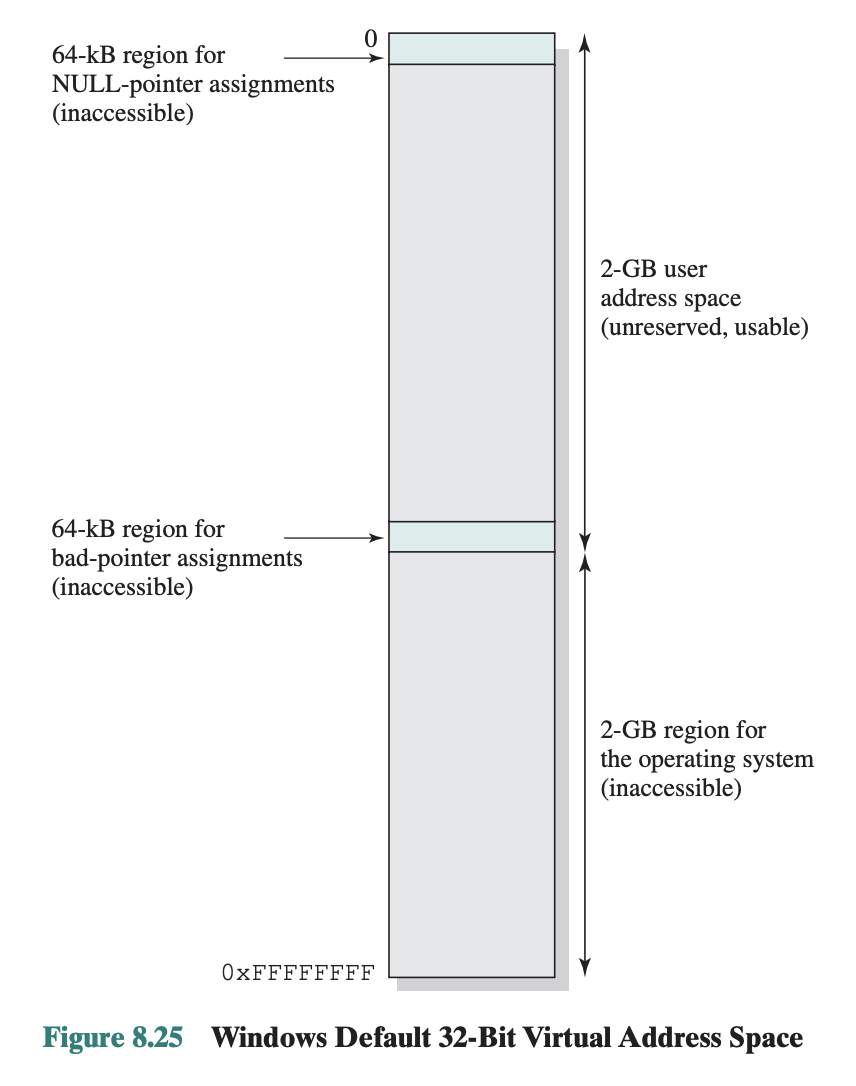 0
64-kB region for
NULL-pointer assignments
(inaccessible)
2-GB user
address space
(unreserved, usable)
64-kB region for
bad-pointer assignments
(inaccessible)
2-GB region for
the operating system
(inaccessible)
0xFFFFFFFF
Figure 8.25 Windows Default 32-Bit Virtual Address Space